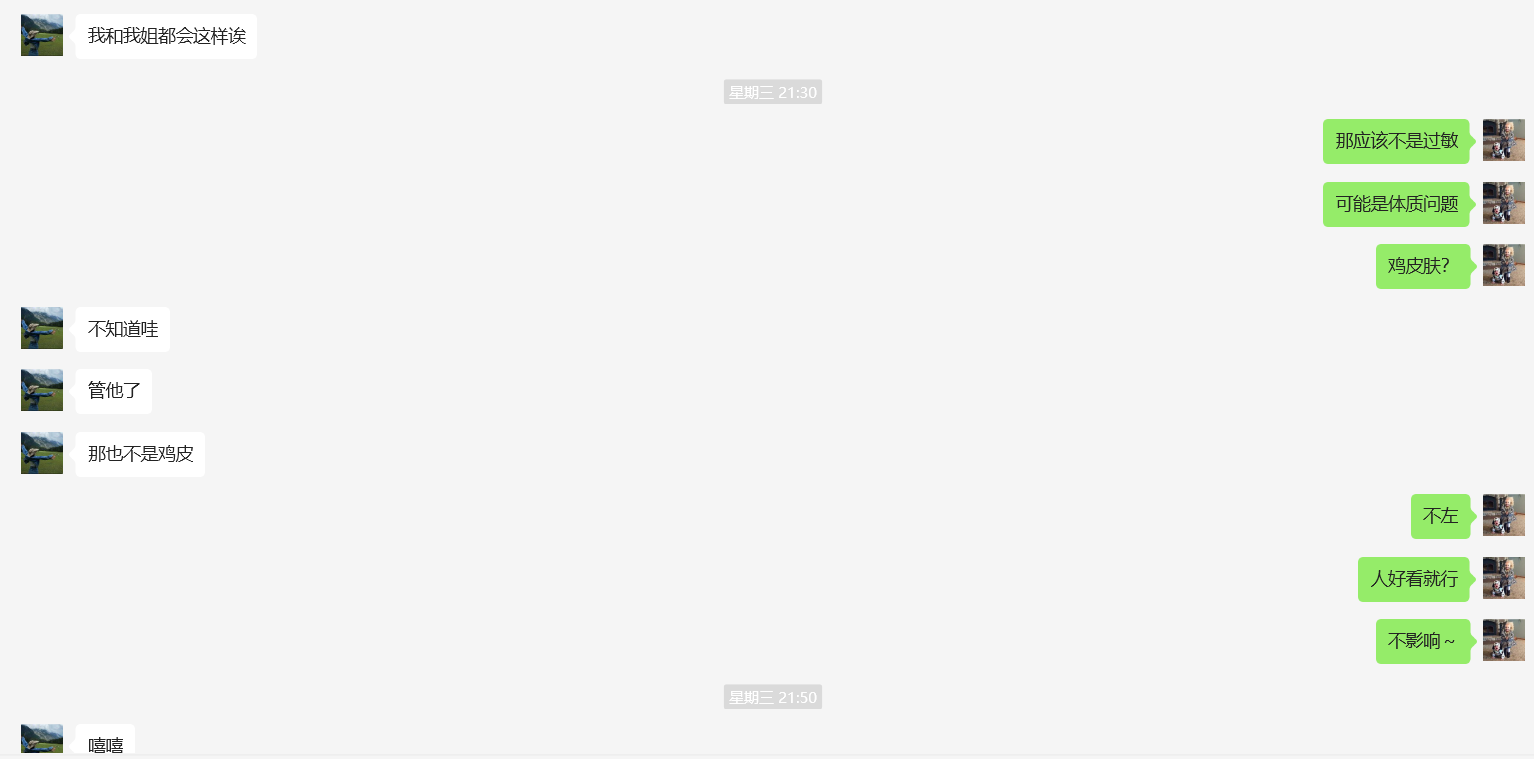 我和我姐都会这样诶
星期三 21:30
那应该不是过敏
可能是体质问题
鸡皮肤?
不知道哇
管他了
那也不是鸡皮
不左
人好看就行
不影响~
星期三 21:50
嘻嘻